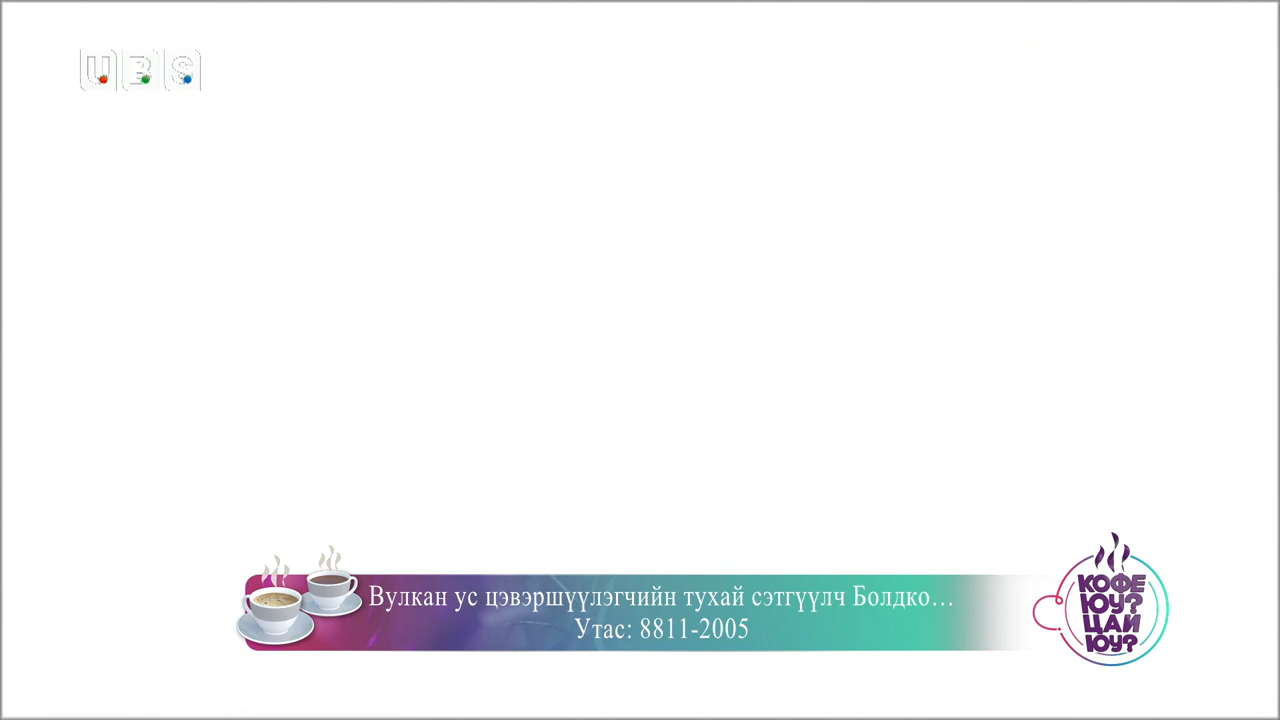 UBS
Вулкан ус цэвэршүүлэгчийн тухай сэтгүүлч Болдко...
Утас: 8811-2005
КОФЕ
ЮУ?
ЦАЙ
ЮУ?